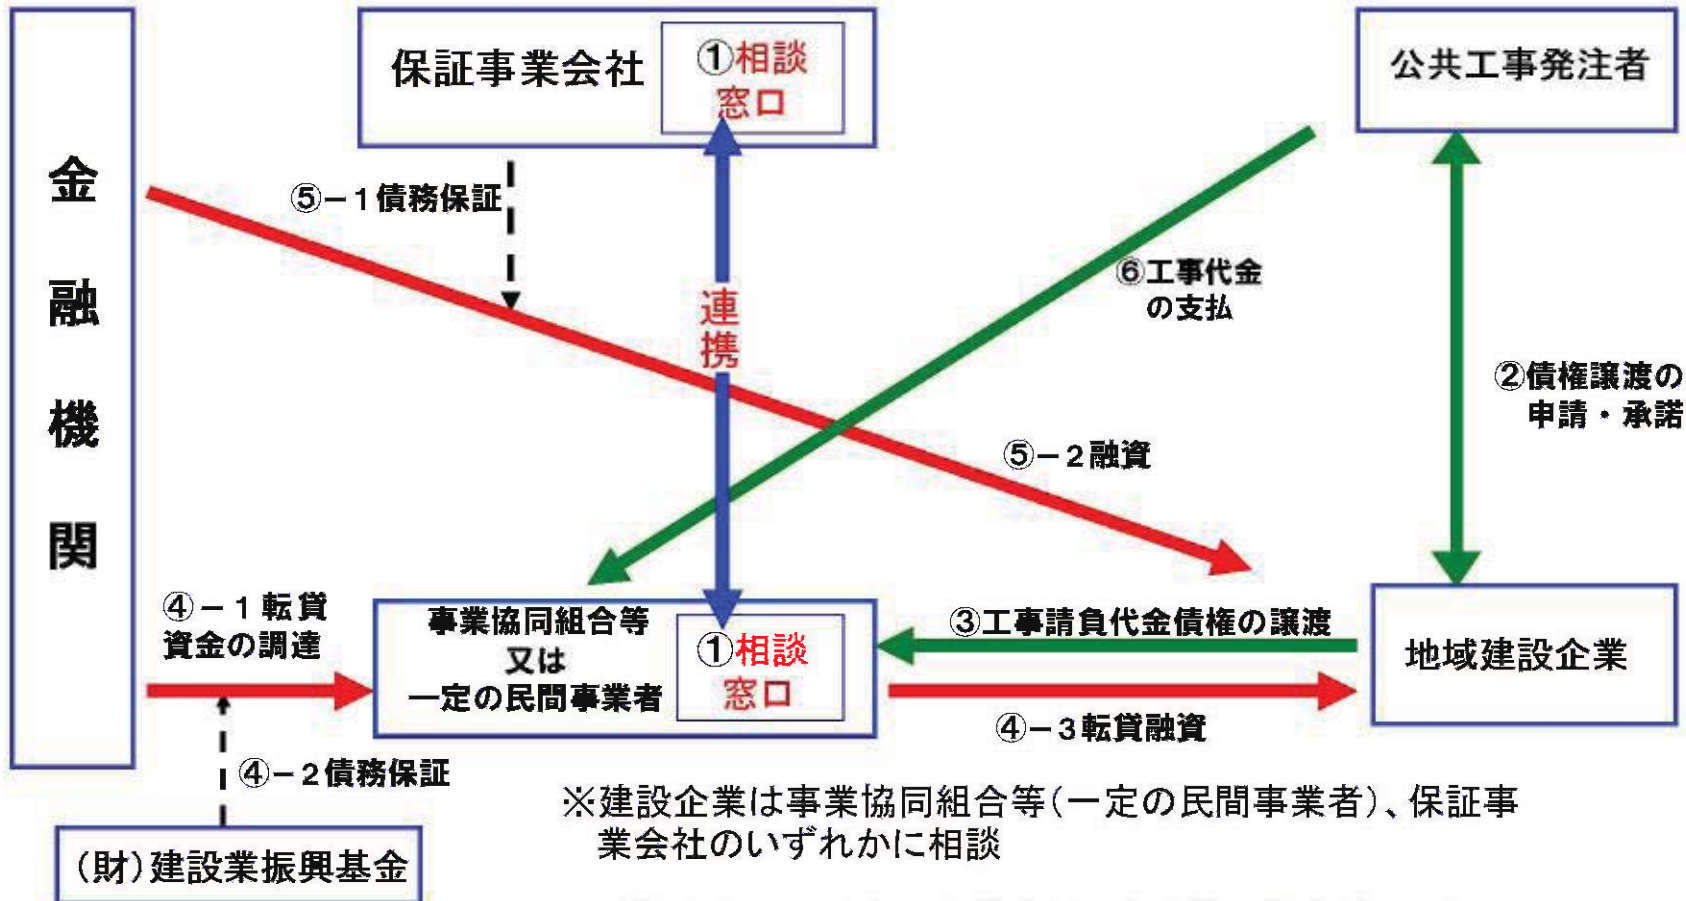 金融機関
保証事業会社
①相談
窓口
公共工事発注者
⑤－1債務保証
連携
⑥工事代金
の支払
②債権譲渡の
申請・承諾
⑤－2融資
④－1転貸
資金の調達
事業協同組合等
又は
一定の民間事業者
①相談
窓口
③工事請負代金債権の譲渡
地域建設企業
④－3転貸融資
④－2債務保証
(財)建設業振興基金
※建設企業は事業協同組合等(一定の民間事業者)、保証事
業会社のいずれかに相談